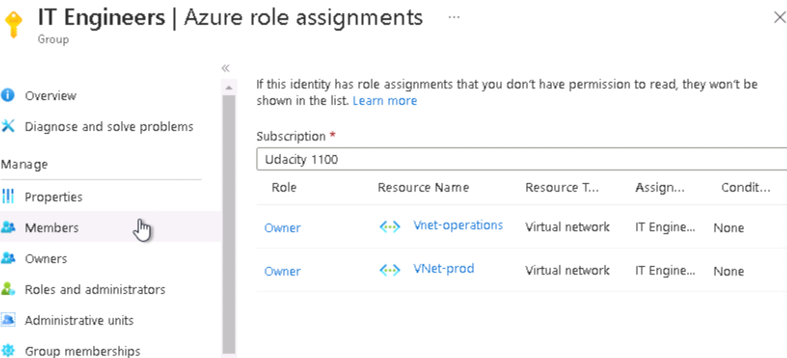 IT Engineers | Azure role assignments ...
Group
Overview
Diagnose and solve problems
Manage
Properties
Members
Owners
Roles and administrators
Administrative units
Group memberships
If this identity has role assignments that you don't have permission to read, they won't be
shown in the list. Learn more
Subscription *
Udacity 1100
Role Resource Name Resource T... Assign... Condit...
Owner Vnet-operations Virtual network IT Engine... None
Owner VNet-prod Virtual network IT Engine... None